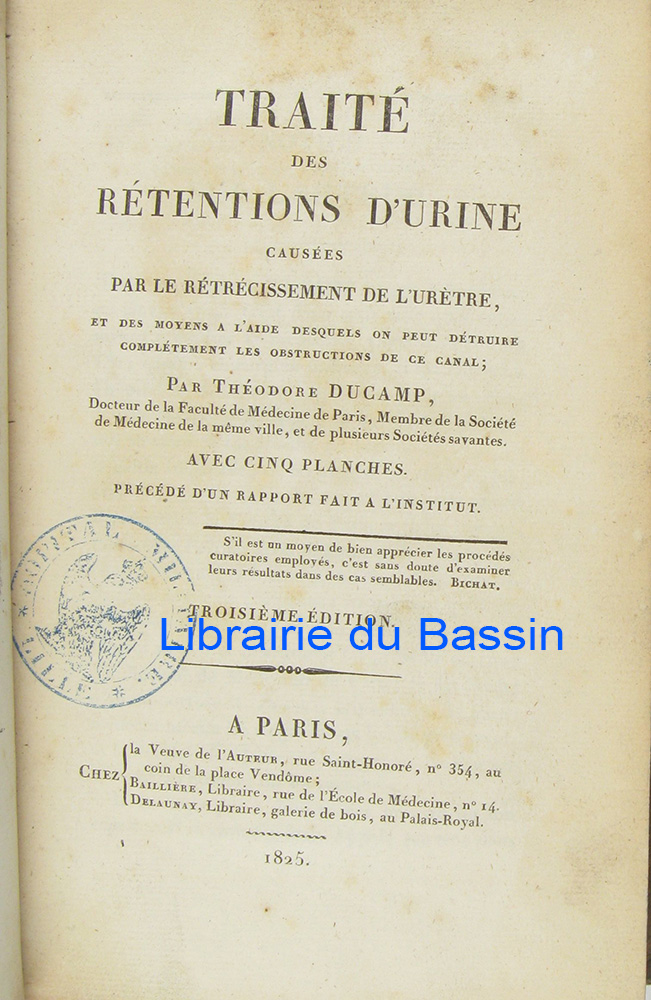 TRAITÉ
DES
RÉTENTIONS D'URINE
CAUSÉES
PAR LE RÉTRÉCISSEMENT DE L'URÈTRE,
ET DES MOYENS A L'AIDE DESQUELS ON PEUT DÉTRUIRE
COMPLÉTEMENT LES OBSTRUCTIONS DE CE CANAL;
PAR THÉODORE DUCAMP,
Docteur de la Faculté de Médecine de Paris, Membre de la Société
de Médecine de la même ville, et de plusieurs Sociétés savantes.
AVEC CINQ PLANCHES.
PRÉCÉDÉ D'UN RAPPORT FAIT A L'INSTITUT.
S'il est un moyen de bien apprécier les procédés
curatoires employés, c'est sans doute d'examiner
leurs résultats dans des cas semblables. BICHAT.
HOPITAL MILITAIRE
* LILLE *
TROISIÈME ÉDITION.
Librairie du Bassin
A PARIS,
CHEZ
la Veuve de l'AUTEUR, rue Saint-Honoré, n° 354, au
coin de la place Vendôme;
BAILLIÈRE, Libraire, rue de l'École de Médecine, n° 14.
DELAUNAY, Libraire, galerie de bois, au Palais-Royal.
1825.